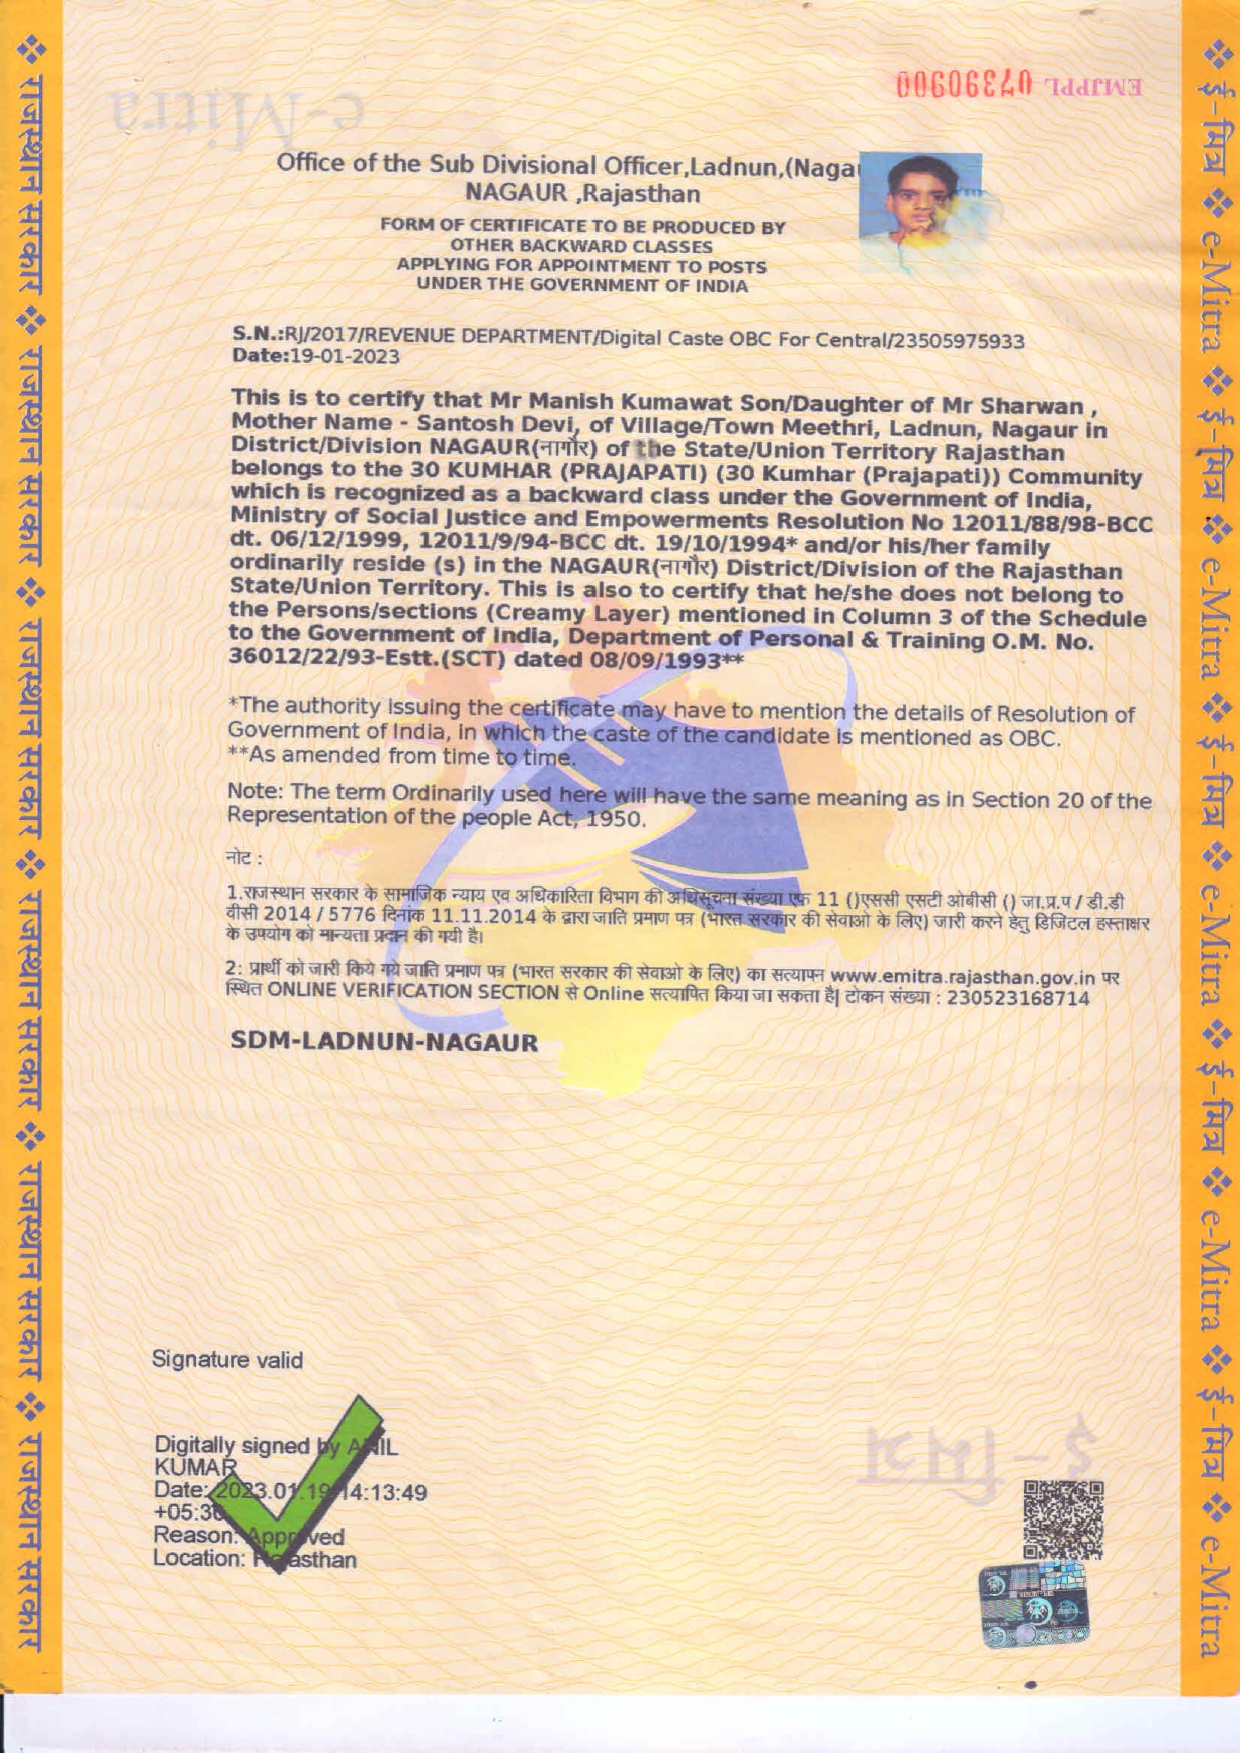 e-Mitra
EMJPPL 07390900
Office of the Sub Divisional Officer,Ladnun,(Nagau
NAGAUR ,Rajasthan
FORM OF CERTIFICATE TO BE PRODUCED BY
OTHER BACKWARD CLASSES
APPLYING FOR APPOINTMENT TO POSTS
UNDER THE GOVERNMENT OF INDIA
S.N.:RJ/2017/REVENUE DEPARTMENT/Digital Caste OBC For Central/23505975933
Date:19-01-2023
This is to certify that Mr Manish Kumawat Son/Daughter of Mr Sharwan ,
Mother Name - Santosh Devi, of Village/Town Meethri, Ladnun, Nagaur in
District/Division NAGAUR(नागौर) of the State/Union Territory Rajasthan
belongs to the 30 KUMHAR (PRAJAPATI) (30 Kumhar (Prajapati)) Community
which is recognized as a backward class under the Government of India,
Ministry of Social Justice and Empowerments Resolution No 12011/88/98-BCC
dt. 06/12/1999, 12011/9/94-BCC dt. 19/10/1994* and/or his/her family
ordinarily reside (s) in the NAGAUR(नागौर) District/Division of the Rajasthan
State/Union Territory. This is also to certify that he/she does not belong to
the Persons/sections (Creamy Layer) mentioned in Column 3 of the Schedule
to the Government of India, Department of Personal & Training O.M. No.
36012/22/93-Estt.(SCT) dated 08/09/1993**
*The authority issuing the certificate may have to mention the details of Resolution of
Government of India, in which the caste of the candidate is mentioned as OBC.
**As amended from time to time.
Note: The term Ordinarily used here will have the same meaning as in Section 20 of the
Representation of the people Act, 1950.
नोट :
1.राजस्थान सरकार के सामाजिक न्याय एव अधिकारिता विभाग की अधिसूचना संख्या एफ 11 ()एससी एसटी ओबीसी () जा.प्र.प / डी.डी
वीसी 2014 / 5776 दिनांक 11.11.2014 के द्वारा जाति प्रमाण पत्र (भारत सरकार की सेवाओ के लिए) जारी करने हेतु डिजिटल हस्ताक्षर
के उपयोग को मान्यता प्रदान की गयी है।
2: प्रार्थी को जारी किये गये जाति प्रमाण पत्र (भारत सरकार की सेवाओ के लिए) का सत्यापन www.emitra.rajasthan.gov.in पर
स्थित ONLINE VERIFICATION SECTION से Online सत्यापित किया जा सकता है| टोकन संख्या : 230523168714
SDM-LADNUN-NAGAUR
Signature valid
Digitally signed by ANIL
KUMAR
Date: 2023.01.19 14:13:49
+05:30
Reason: Approved
Location: Rajasthan
ई-मित्र
राजस्थान सरकार ❖ राजस्थान सरकार ❖ राजस्थान सरकार ❖ राजस्थान सरकार ❖ राजस्थान सरकार ❖ राजस्थान सरकार
ई-मित्र ❖ e-Mitra ❖ ई-मित्र ❖ e-Mitra ❖ ई-मित्र ❖ e-Mitra ❖ ई-मित्र ❖ e-Mitra ❖ ई-मित्र ❖ e-Mitra